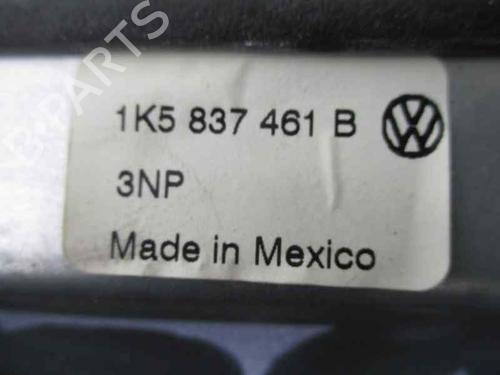 B-PARTS
1K5 837 461 B
3NP
Made in Mexico